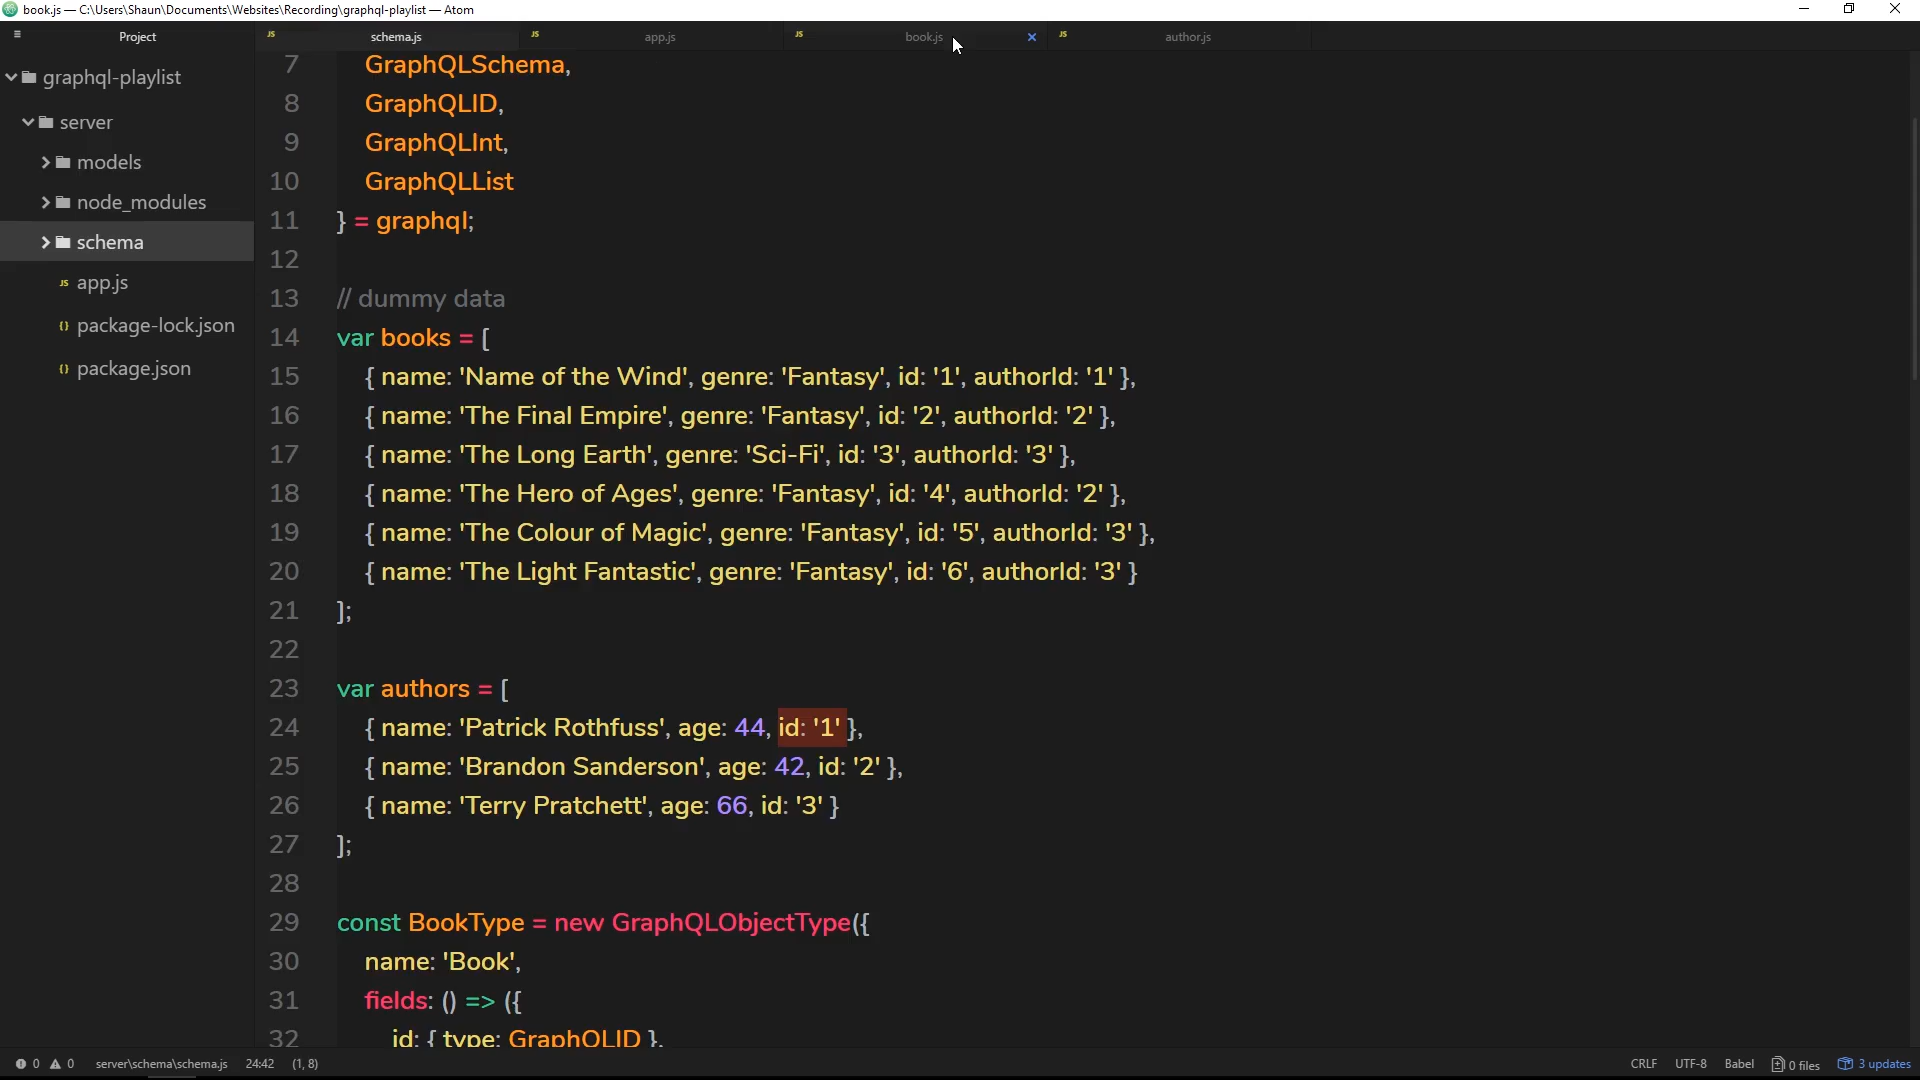 book.js — C:\Users\Shaun\Documents\Websites\Recording\graphql-playlist — Atom
Project
schema.js
app.js
book.js
author.js
graphql-playlist
server
models
node_modules
schema
app.js
package-lock.json
package.json
7 GraphQLSchema,
8 GraphQLID,
9 GraphQLInt,
10 GraphQLList
11 } = graphql;
12
13 // dummy data
14 var books = [
15 { name: 'Name of the Wind', genre: 'Fantasy', id: '1', authorId: '1' },
16 { name: 'The Final Empire', genre: 'Fantasy', id: '2', authorId: '2' },
17 { name: 'The Long Earth', genre: 'Sci-Fi', id: '3', authorId: '3' },
18 { name: 'The Hero of Ages', genre: 'Fantasy', id: '4', authorId: '2' },
19 { name: 'The Colour of Magic', genre: 'Fantasy', id: '5', authorId: '3' },
20 { name: 'The Light Fantastic', genre: 'Fantasy', id: '6', authorId: '3' }
21 ];
22
23 var authors = [
24 { name: 'Patrick Rothfuss', age: 44, id: '1' },
25 { name: 'Brandon Sanderson', age: 42, id: '2' },
26 { name: 'Terry Pratchett', age: 66, id: '3' }
27 ];
28
29 const BookType = new GraphQLObjectType({
30 name: 'Book',
31 fields: () => ({
32 id: { type: GraphQLID },
0 0 server\schema\schema.js 24:42 (1, 8) CRLF UTF-8 Babel 0 files 3 updates